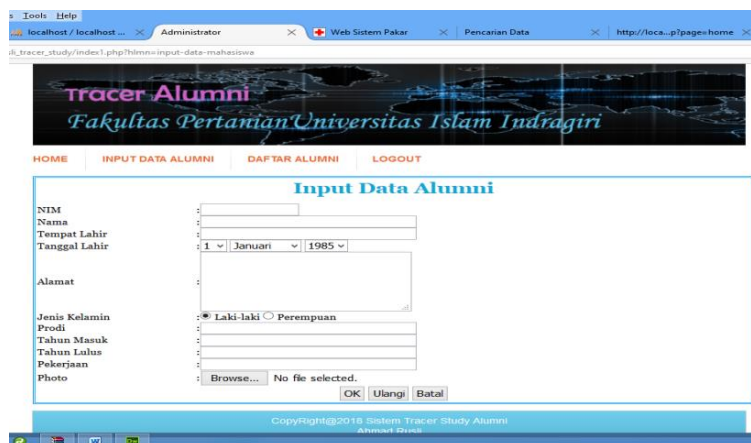 Tools Help
localhost / localhost ... Administrator Web Sistem Pakar Pencarian Data http://loca...p?page=home
li_tracer_study/index1.php?hlmn=input-data-mahasiswa
Tracer Alumni
Fakultas Pertanian Universitas Islam Indragiri
HOME INPUT DATA ALUMNI DAFTAR ALUMNI LOGOUT
Input Data Alumni
NIM :
Nama :
Tempat Lahir :
Tanggal Lahir : 1 Januari 1985
Alamat :
Jenis Kelamin : Laki-laki Perempuan
Prodi :
Tahun Masuk :
Tahun Lulus :
Pekerjaan :
Photo : Browse... No file selected.
OK Ulangi Batal
CopyRight@2018 Sistem Tracer Study Alumni
Ahmad Rusli